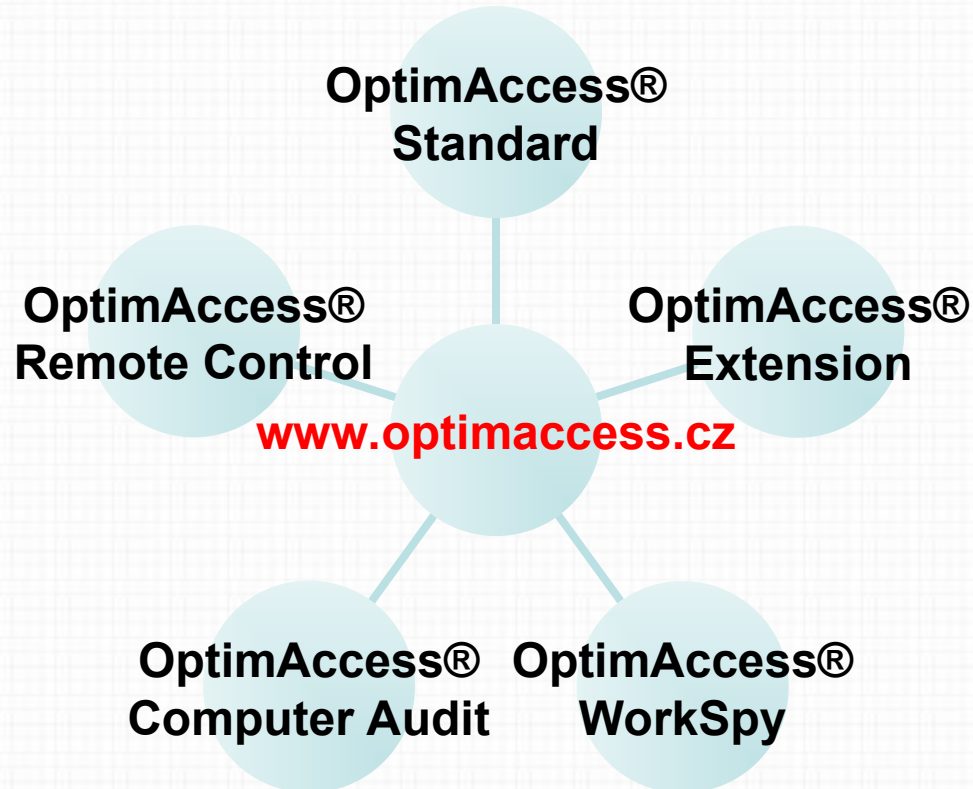 OptimAccess®
Standard
OptimAccess®
Remote Control
OptimAccess®
Extension
www.optimaccess.cz
OptimAccess®
Computer Audit
OptimAccess®
WorkSpy